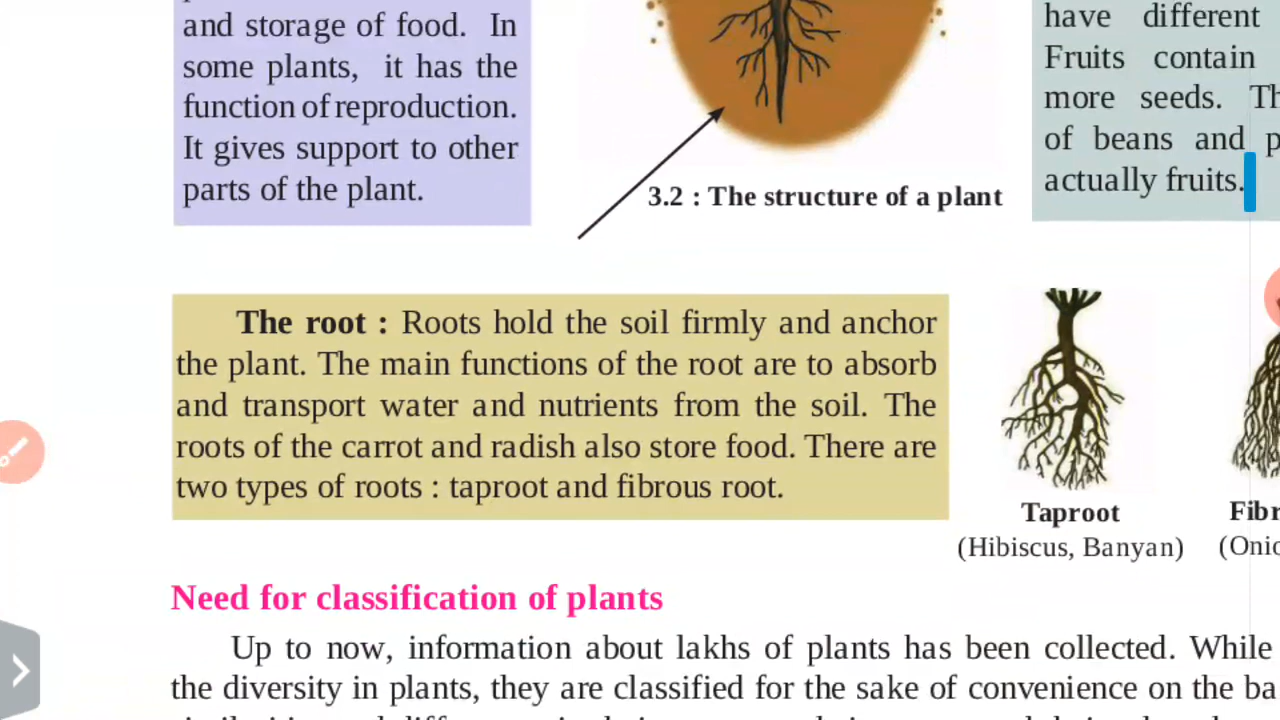 and storage of food. In
some plants, it has the
function of reproduction.
It gives support to other
parts of the plant.
3.2 : The structure of a plant
have different
Fruits contain
more seeds.
of beans and
actually fruits.
The root : Roots hold the soil firmly and anchor
the plant. The main functions of the root are to absorb
and transport water and nutrients from the soil. The
roots of the carrot and radish also store food. There are
two types of roots : taproot and fibrous root.
Taproot
(Hibiscus, Banyan)
Need for classification of plants
Up to now, information about lakhs of plants has been collected. While
the diversity in plants, they are classified for the sake of convenience on the